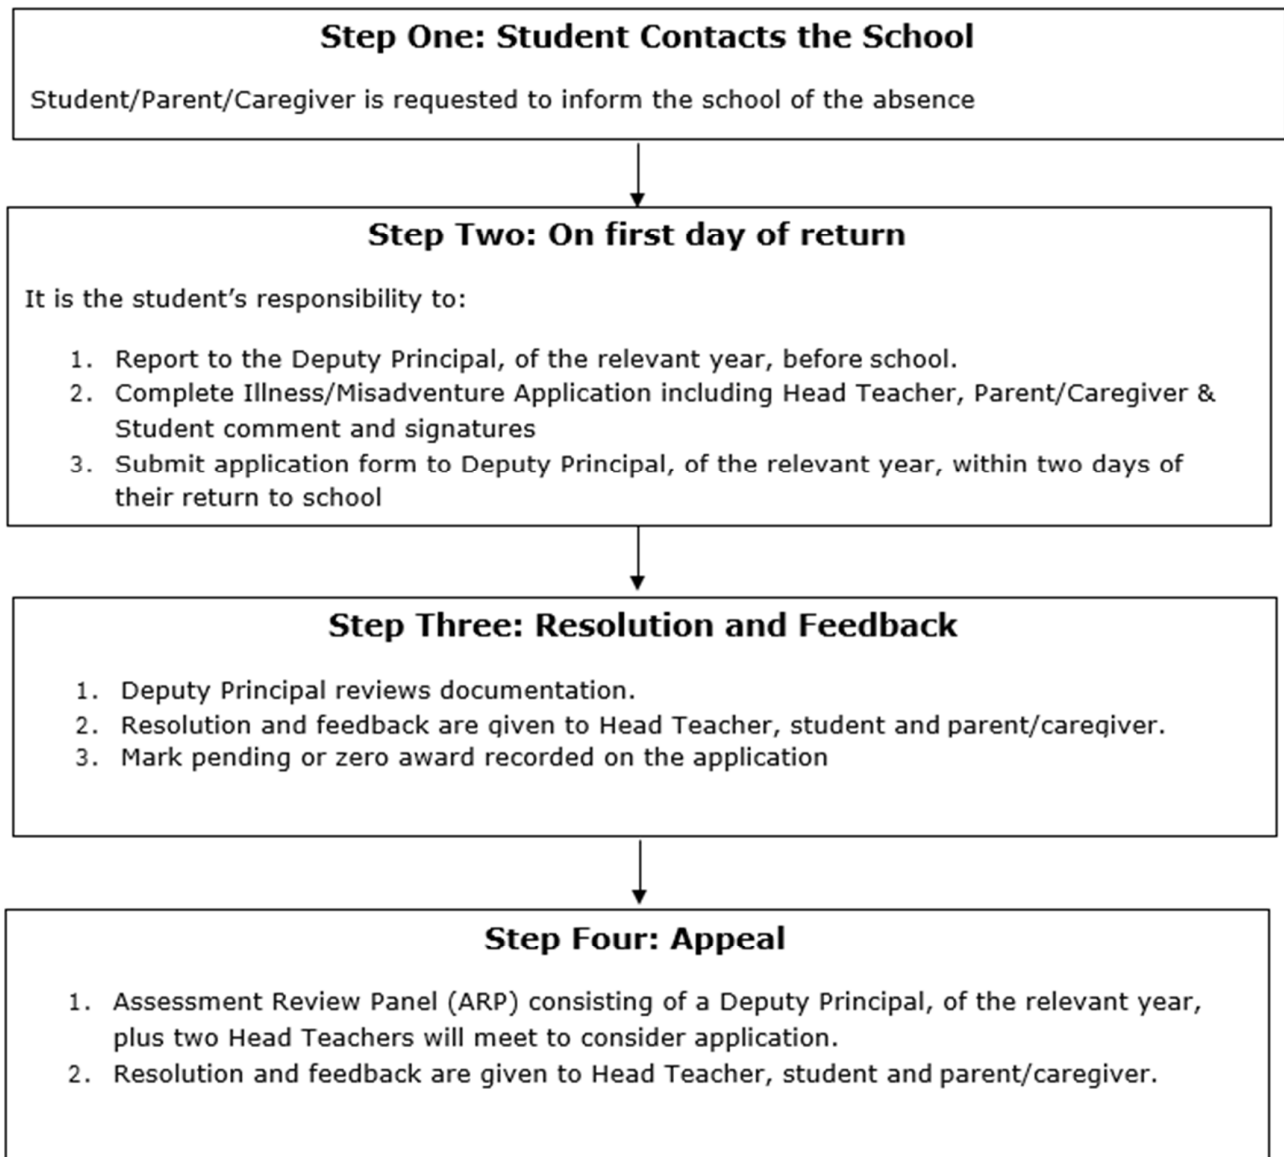 Step One: Student Contacts the School
Student/Parent/Caregiver is requested to inform the school of the absence
Step Two: On first day of return
It is the student's responsibility to:
1. Report to the Deputy Principal, of the relevant year, before school.
2. Complete Illness/Misadventure Application including Head Teacher, Parent/Caregiver &
Student comment and signatures
3. Submit application form to Deputy Principal, of the relevant year, within two days of
their return to school
Step Three: Resolution and Feedback
1. Deputy Principal reviews documentation.
2. Resolution and feedback are given to Head Teacher, student and parent/caregiver.
3. Mark pending or zero award recorded on the application
Step Four: Appeal
1. Assessment Review Panel (ARP) consisting of a Deputy Principal, of the relevant year,
plus two Head Teachers will meet to consider application.
2. Resolution and feedback are given to Head Teacher, student and parent/caregiver.